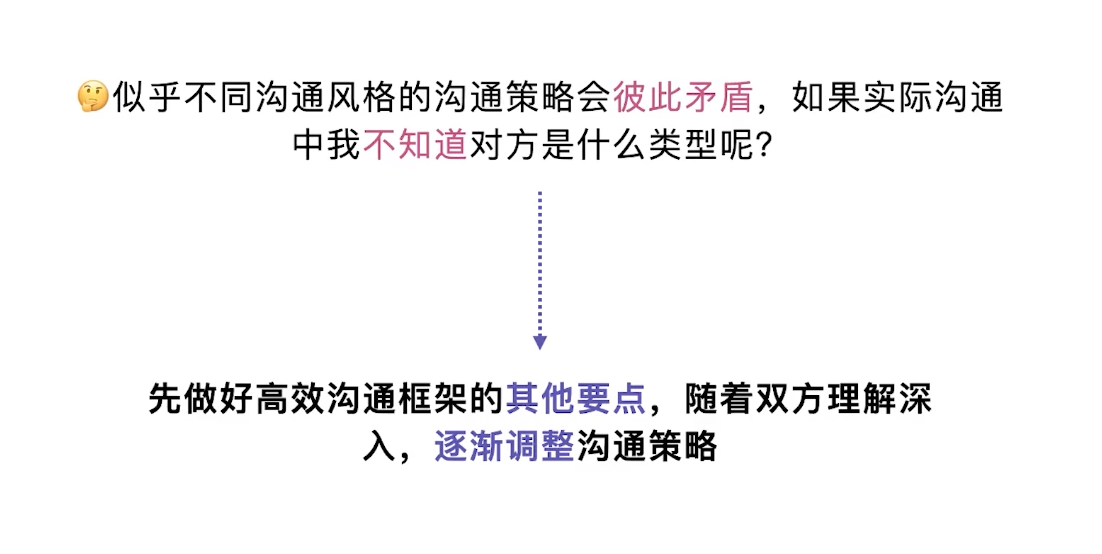 🤔似乎不同沟通风格的沟通策略会彼此矛盾，如果实际沟通
中我不知道对方是什么类型呢？
先做好高效沟通框架的其他要点，随着双方理解深
入，逐渐调整沟通策略